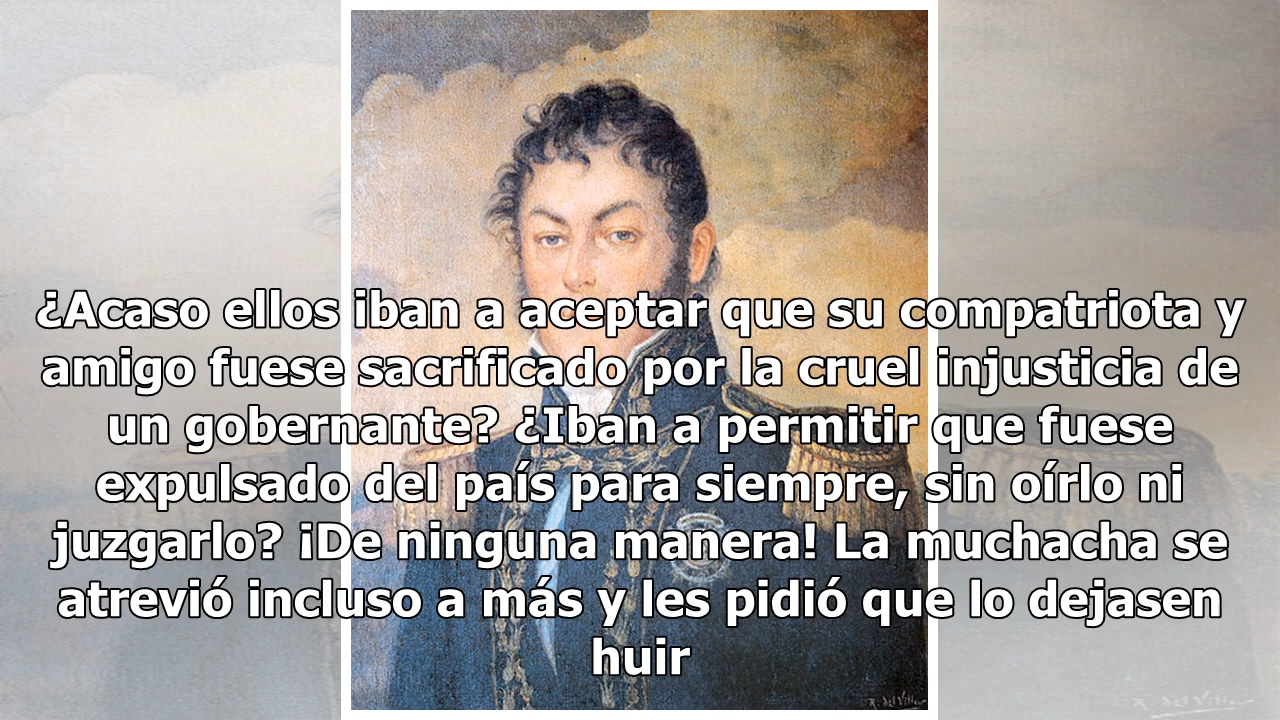 ¿Acaso ellos iban a aceptar que su compatriota y
amigo fuese sacrificado por la cruel injusticia de
un gobernante? ¿Iban a permitir que fuese
expulsado del país para siempre, sin oírlo ni
juzgarlo? ¡De ninguna manera! La muchacha se
atrevió incluso a más y les pidió que lo dejasen
huir
R. del Villar